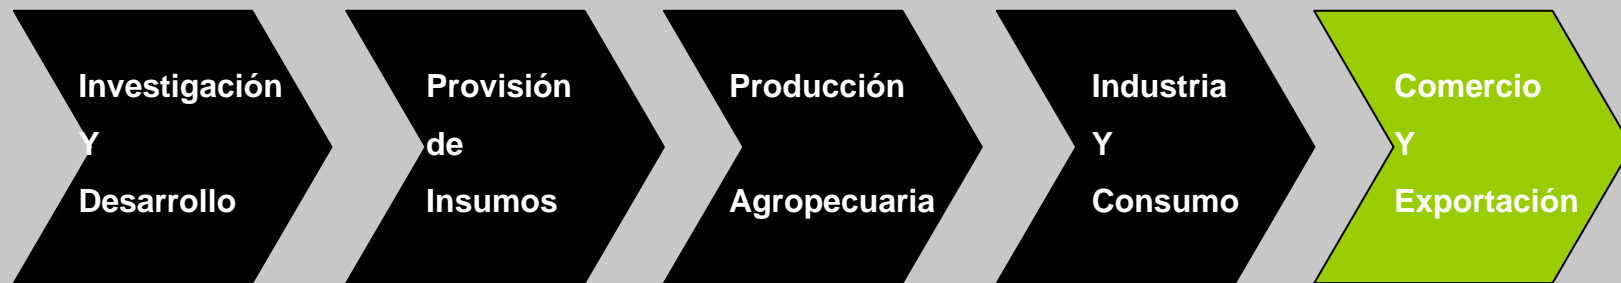 Investigación
Y
Desarrollo
Provisión
de
Insumos
Producción
Agropecuaria
Industria
Y
Consumo
Comercio
Y
Exportación